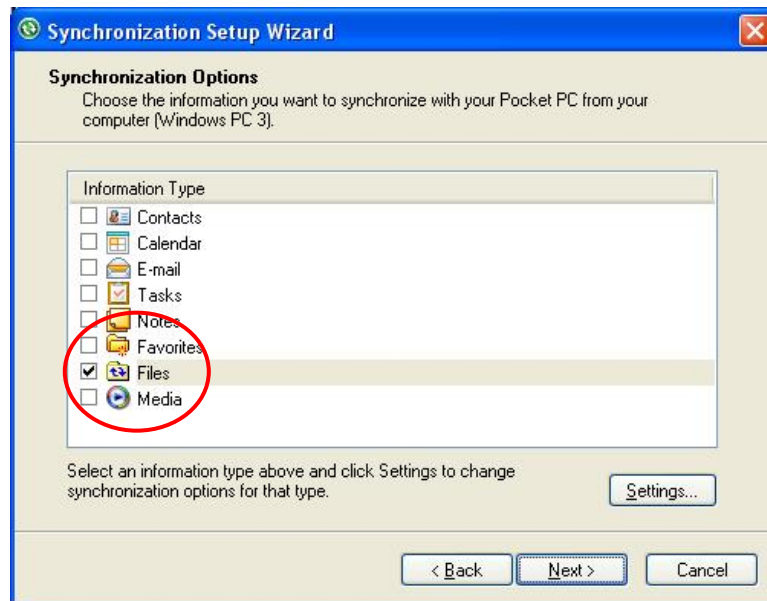 Synchronization Setup Wizard
Synchronization Options
Choose the information you want to synchronize with your Pocket PC from your
computer (Windows PC 3).
Information Type
Contacts
Calendar
E-mail
Tasks
Notes
Favorites
Files
Media
Select an information type above and click Settings to change
synchronization options for that type.
Settings...
< Back
Next >
Cancel